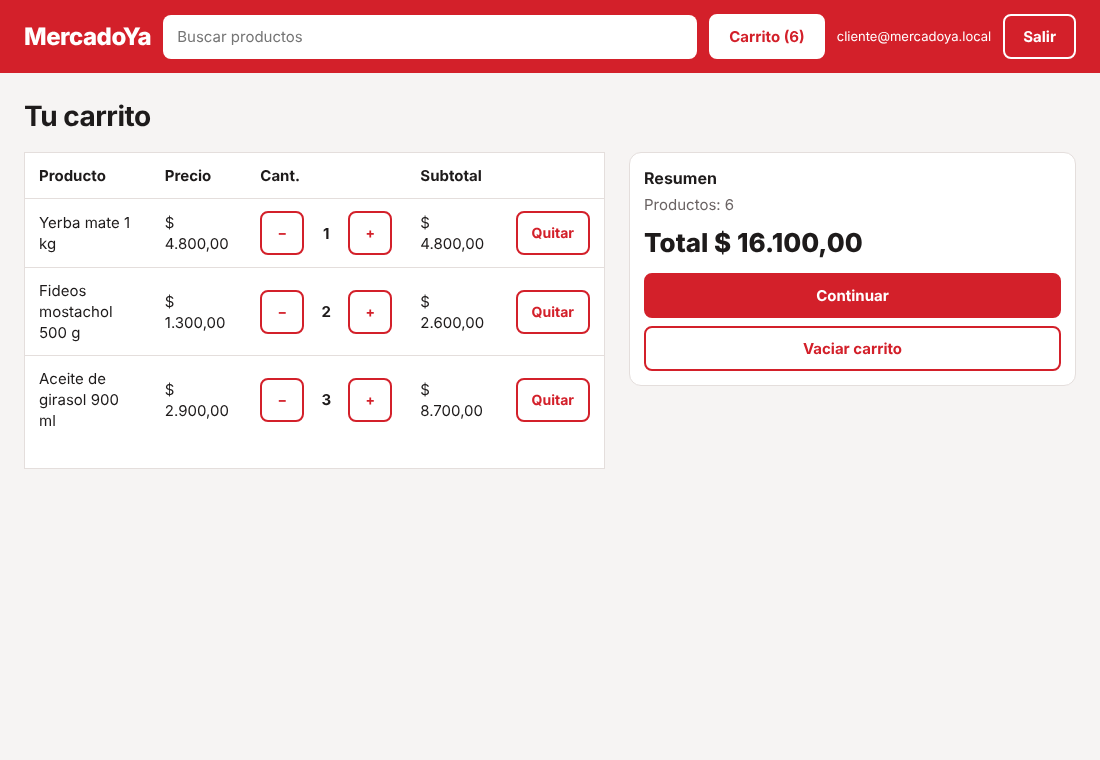 MercadoYa
Buscar productos
Carrito (6)
cliente@mercadoya.local
Salir
Tu carrito
Producto Precio Cant. Subtotal
Yerba mate 1
kg
$
4.800,00
− 1 +
$
4.800,00
Quitar
Fideos
mostachol
500 g
$
1.300,00
− 2 +
$
2.600,00
Quitar
Aceite de
girasol 900
ml
$
2.900,00
− 3 +
$
8.700,00
Quitar
Resumen
Productos: 6
Total $ 16.100,00
Continuar
Vaciar carrito